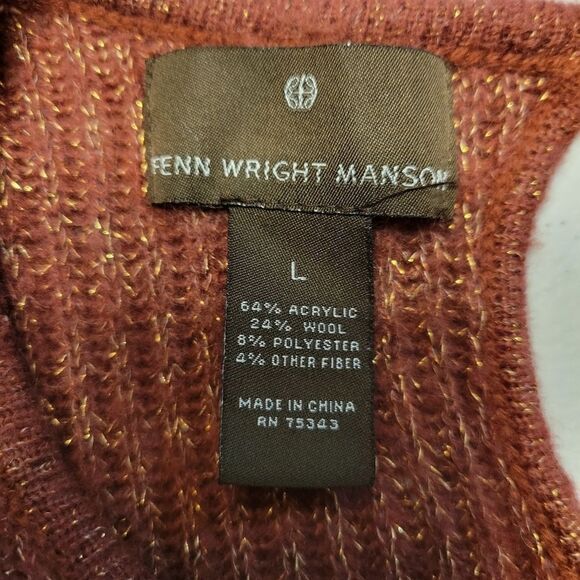 FENN WRIGHT MANSON
L
64% ACRYLIC
24% WOOL
8% POLYESTER
4% OTHER FIBER
MADE IN CHINA
RN 75343